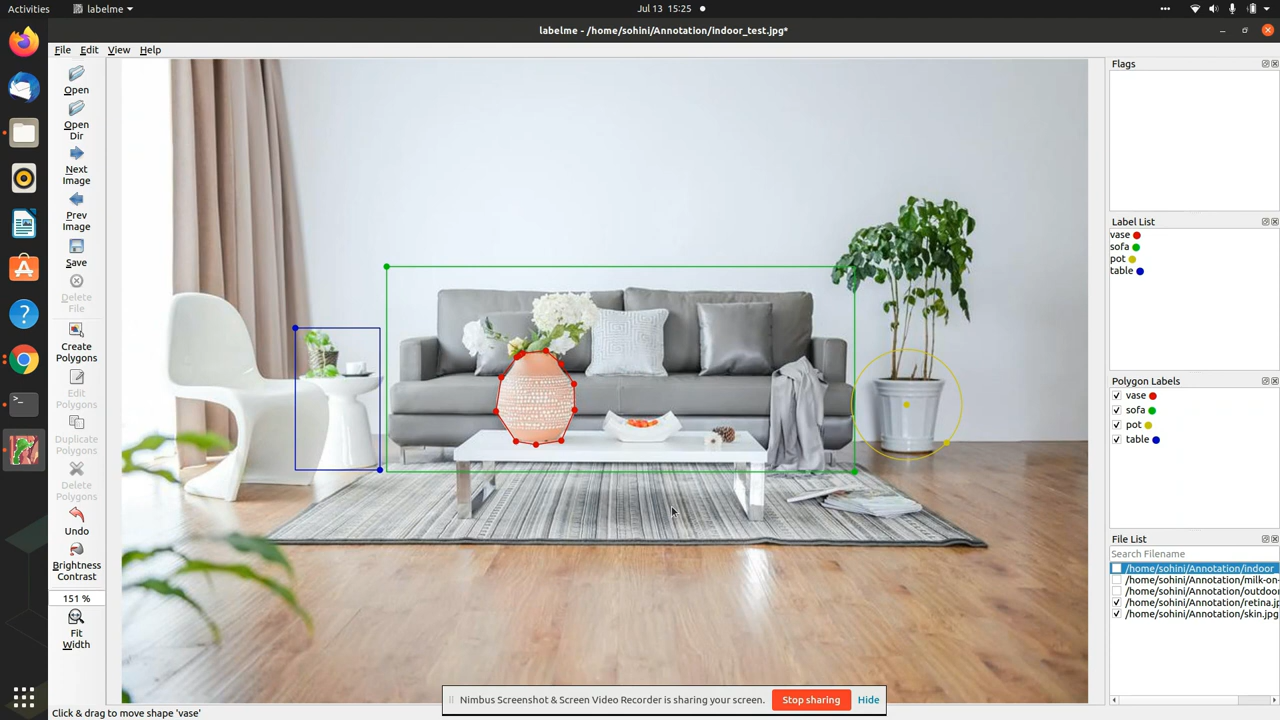 Activities
labelme
Jul 13 15:25
labelme - /home/sohini/Annotation/indoor_test.jpg*
File Edit View Help
Open
Open
Dir
Next
Image
Prev
Image
Save
Delete
File
Create
Polygons
Edit
Polygons
Duplicate
Polygons
Delete
Polygons
Undo
Brightness
Contrast
151 %
Fit
Width
Flags
Label List
vase
sofa
pot
table
Polygon Labels
vase
sofa
pot
table
File List
Search Filename
/home/sohini/Annotation/indoor
/home/sohini/Annotation/milk-on-
/home/sohini/Annotation/outdoor
/home/sohini/Annotation/retina.jp
/home/sohini/Annotation/skin.jpg
Nimbus Screenshot & Screen Video Recorder is sharing your screen.
Stop sharing
Hide
Click & drag to move shape 'vase'